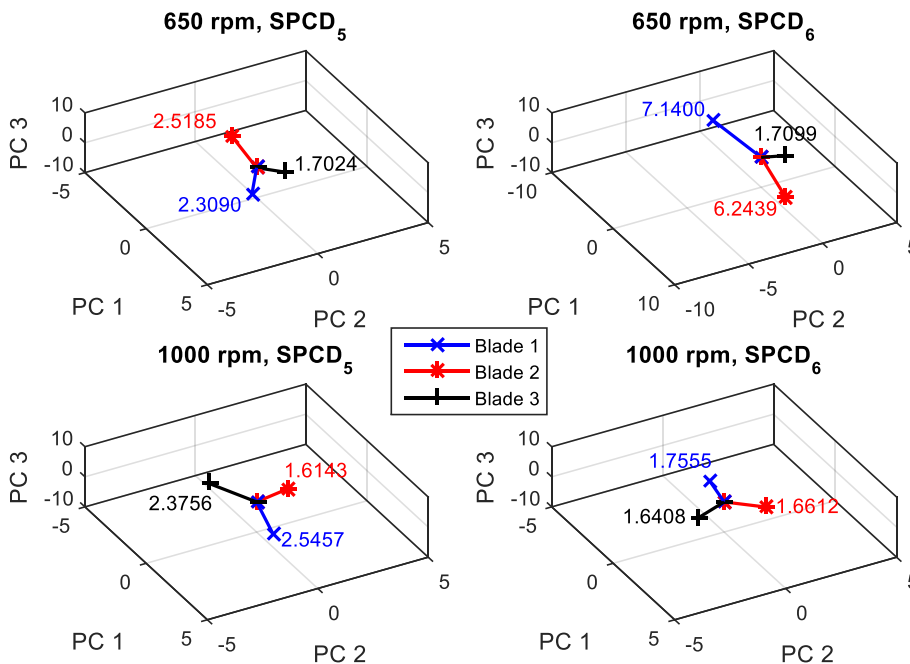 650 rpm, SPCD5
10
0
-10
PC 3
-5
0
5
PC 1
-5
0
5
PC 2
2.5185
1.7024
2.3090
650 rpm, SPCD6
10
0
-10
PC 3
-10
0
10
PC 1
-10
-5
0
5
PC 2
7.1400
1.7099
6.2439
Blade 1
Blade 2
Blade 3
1000 rpm, SPCD5
10
0
-10
PC 3
-5
0
5
PC 1
-5
0
5
PC 2
1.6143
2.3756
2.5457
1000 rpm, SPCD6
10
0
-10
PC 3
-5
0
5
PC 1
-5
0
5
PC 2
1.7555
1.6408
1.6612